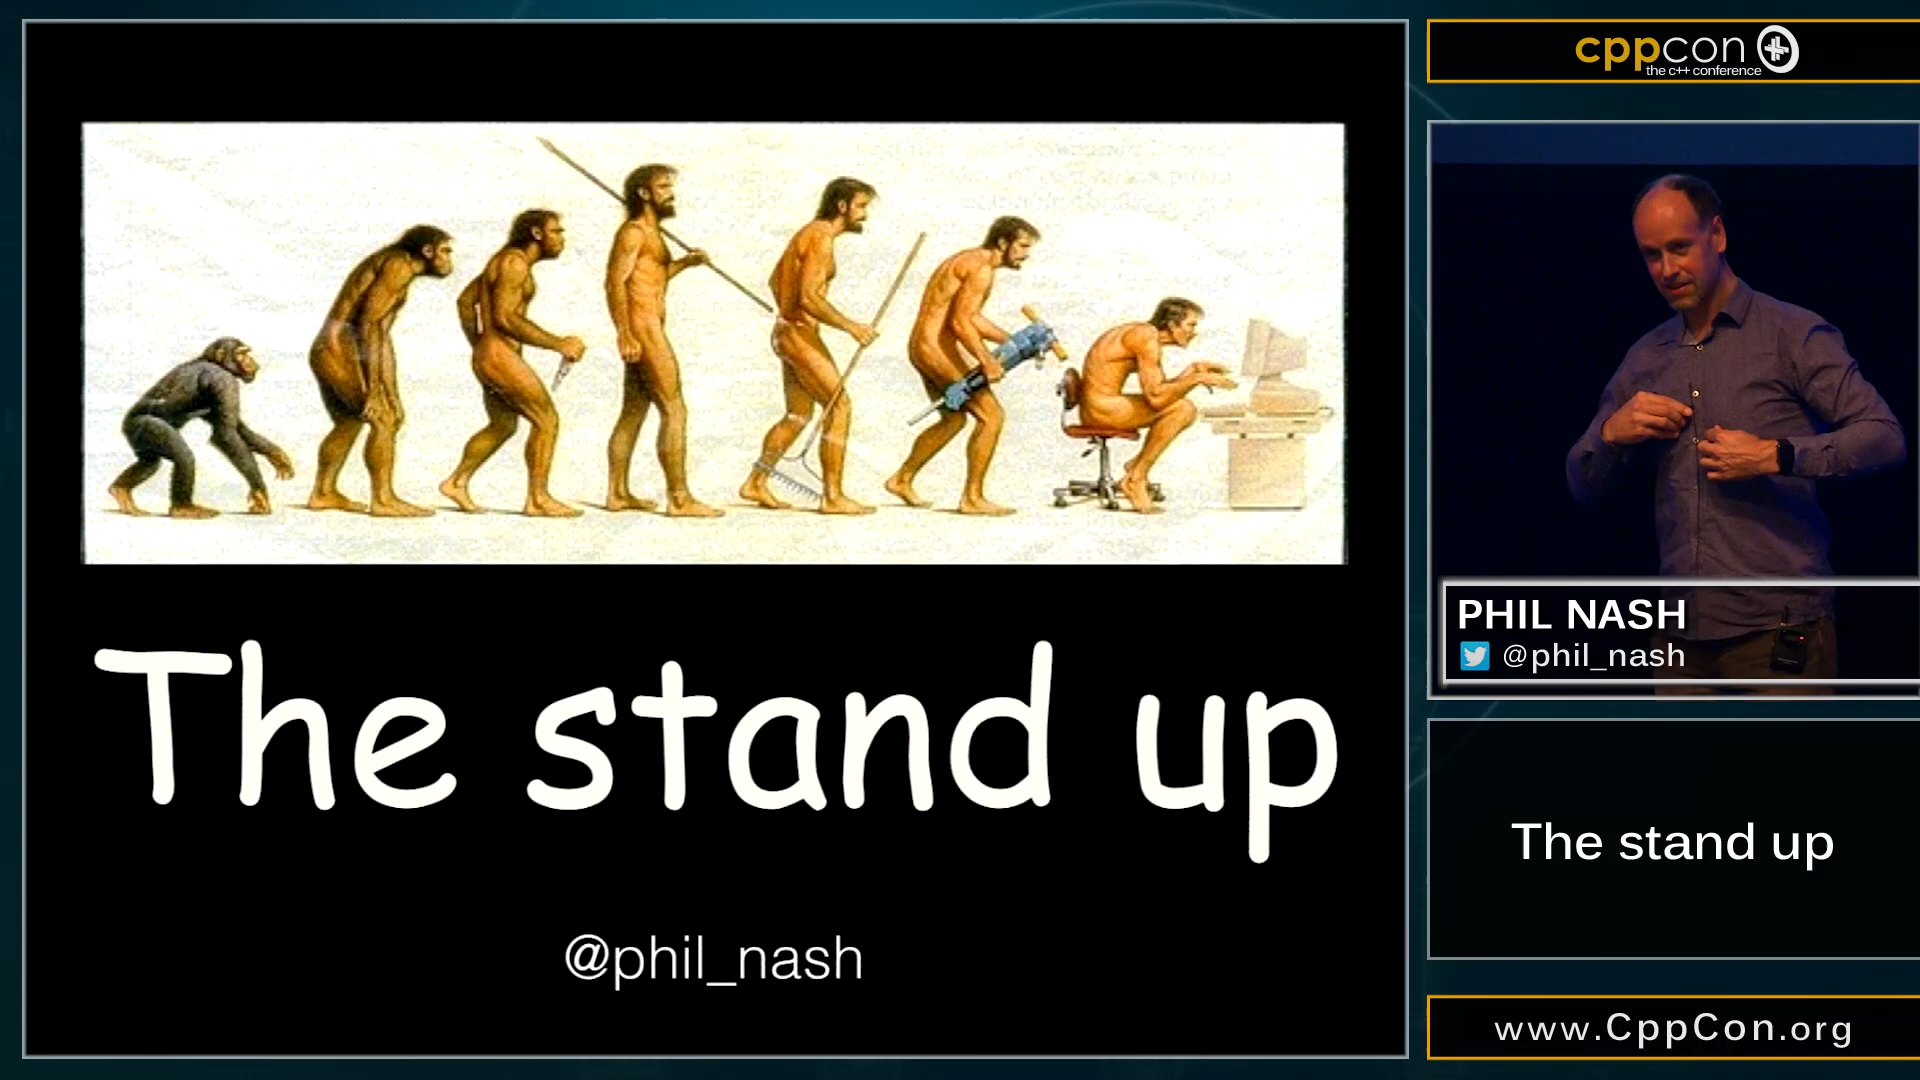 The stand up
@phil_nash
cppcon
the c++ conference
PHIL NASH
@phil_nash
The stand up
www.CppCon.org